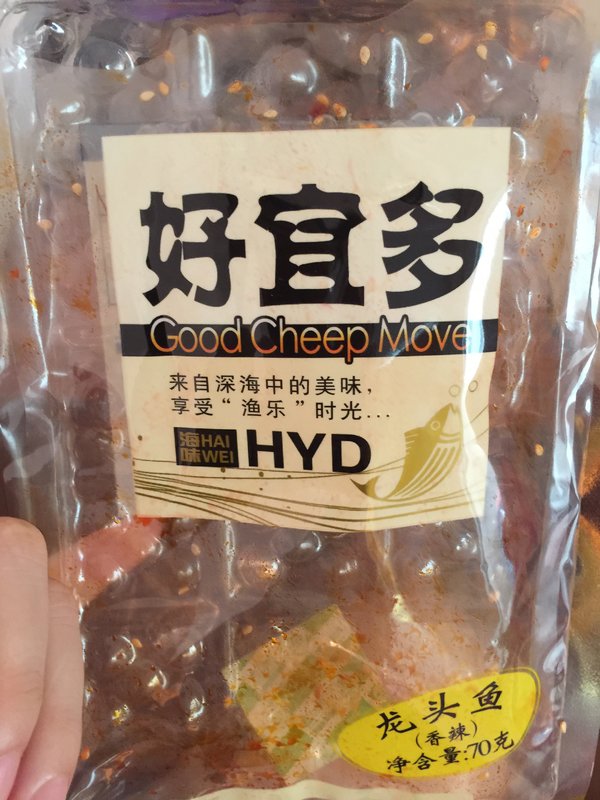 好宜多
Good Cheep Move
来自深海中的美味,
享受“渔乐”时光...
海味 HAI WEI HYD
龙头鱼
(香辣)
净含量:70克